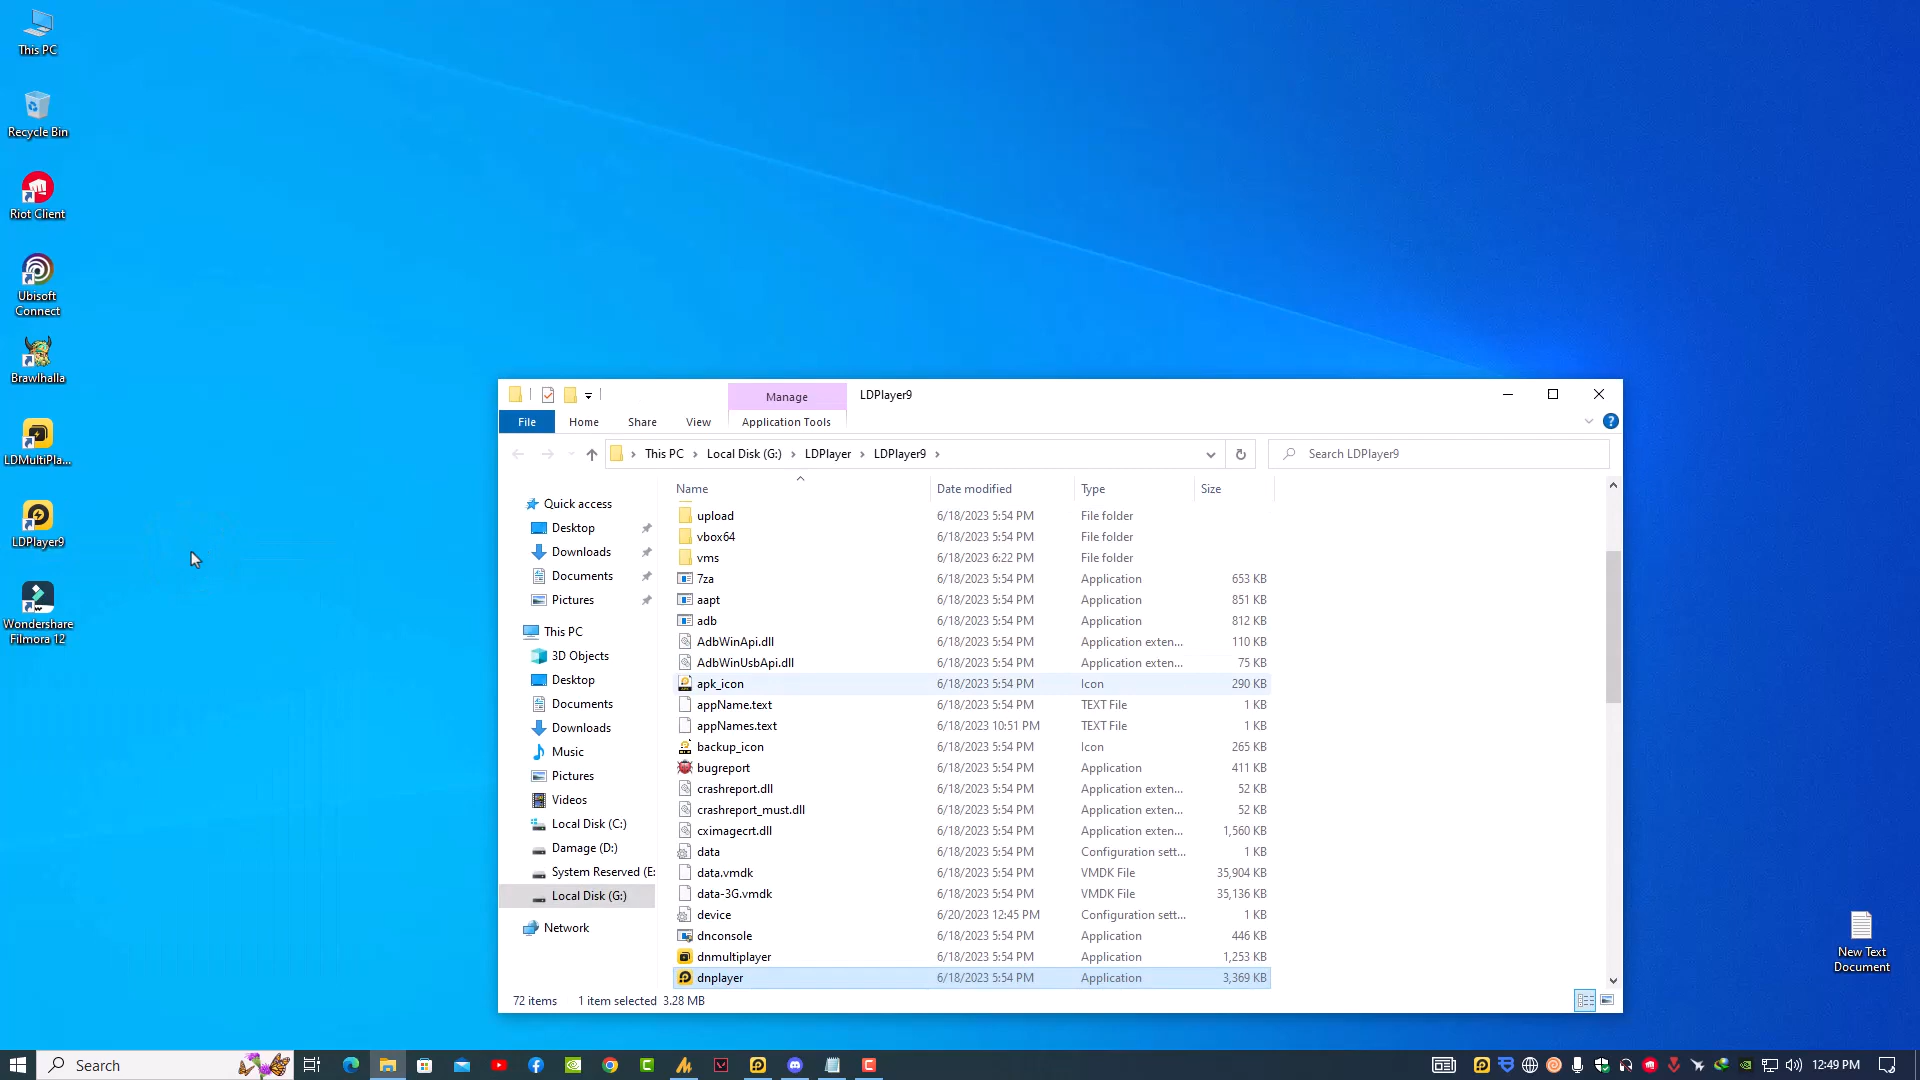 This PC
Recycle Bin
Riot Client
Ubisoft
Connect
Brawlhalla
LDMultiPla...
LDPlayer9
Wondershare
Filmora 12
Manage
LDPlayer9
File
Home
Share
View
Application Tools
This PC
Local Disk (G:)
LDPlayer
LDPlayer9
Search LDPlayer9
Quick access
Desktop
Downloads
Documents
Pictures
This PC
3D Objects
Desktop
Documents
Downloads
Music
Pictures
Videos
Local Disk (C:)
Damage (D:)
System Reserved (E:
Local Disk (G:)
Network
Name Date modified Type Size
upload 6/18/2023 5:54 PM File folder
vbox64 6/18/2023 5:54 PM File folder
vms 6/18/2023 6:22 PM File folder
7za 6/18/2023 5:54 PM Application 653 KB
aapt 6/18/2023 5:54 PM Application 851 KB
adb 6/18/2023 5:54 PM Application 812 KB
AdbWinApi.dll 6/18/2023 5:54 PM Application exten... 110 KB
AdbWinUsbApi.dll 6/18/2023 5:54 PM Application exten... 75 KB
apk_icon 6/18/2023 5:54 PM Icon 290 KB
appName.text 6/18/2023 5:54 PM TEXT File 1 KB
appNames.text 6/18/2023 10:51 PM TEXT File 1 KB
backup_icon 6/18/2023 5:54 PM Icon 265 KB
bugreport 6/18/2023 5:54 PM Application 411 KB
crashreport.dll 6/18/2023 5:54 PM Application exten... 52 KB
crashreport_must.dll 6/18/2023 5:54 PM Application exten... 52 KB
cximagecrt.dll 6/18/2023 5:54 PM Application exten... 1,560 KB
data 6/18/2023 5:54 PM Configuration sett... 1 KB
data.vmdk 6/18/2023 5:54 PM VMDK File 35,904 KB
data-3G.vmdk 6/18/2023 5:54 PM VMDK File 35,136 KB
device 6/20/2023 12:45 PM Configuration sett... 1 KB
dnconsole 6/18/2023 5:54 PM Application 446 KB
dnmultiplayer 6/18/2023 5:54 PM Application 1,253 KB
dnplayer 6/18/2023 5:54 PM Application 3,369 KB
72 items 1 item selected 3.28 MB
New Text
Document
Search
12:49 PM